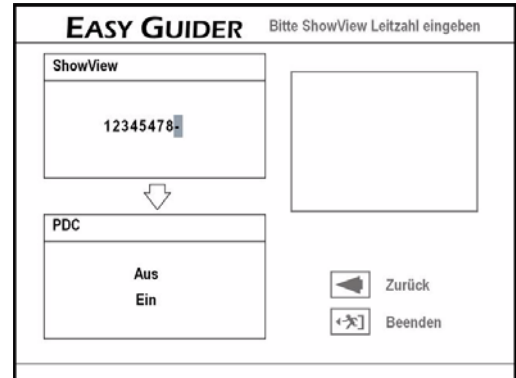 EASY GUIDER Bitte ShowView Leitzahl eingeben
ShowView
12345478-
PDC
Aus
Ein
Zurück
Beenden